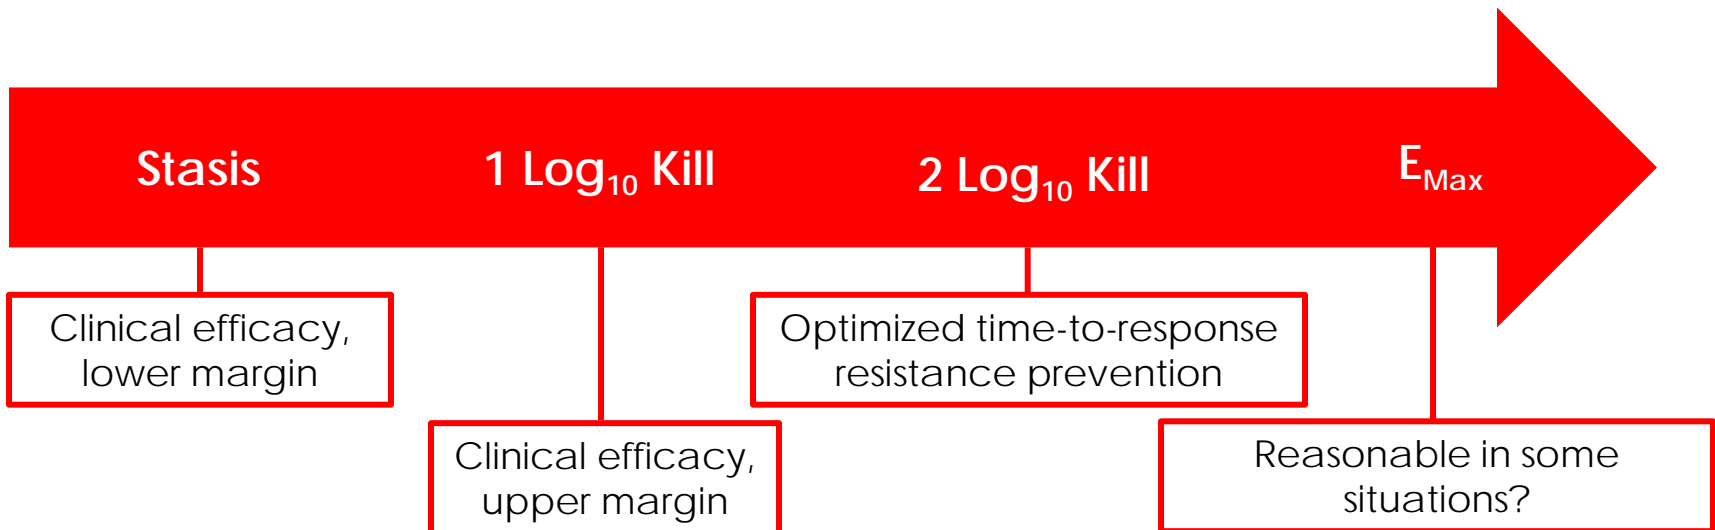 Stasis
1 Log₁₀ Kill
2 Log₁₀ Kill
E_Max
Clinical efficacy,
lower margin
Clinical efficacy,
upper margin
Optimized time-to-response
resistance prevention
Reasonable in some
situations?